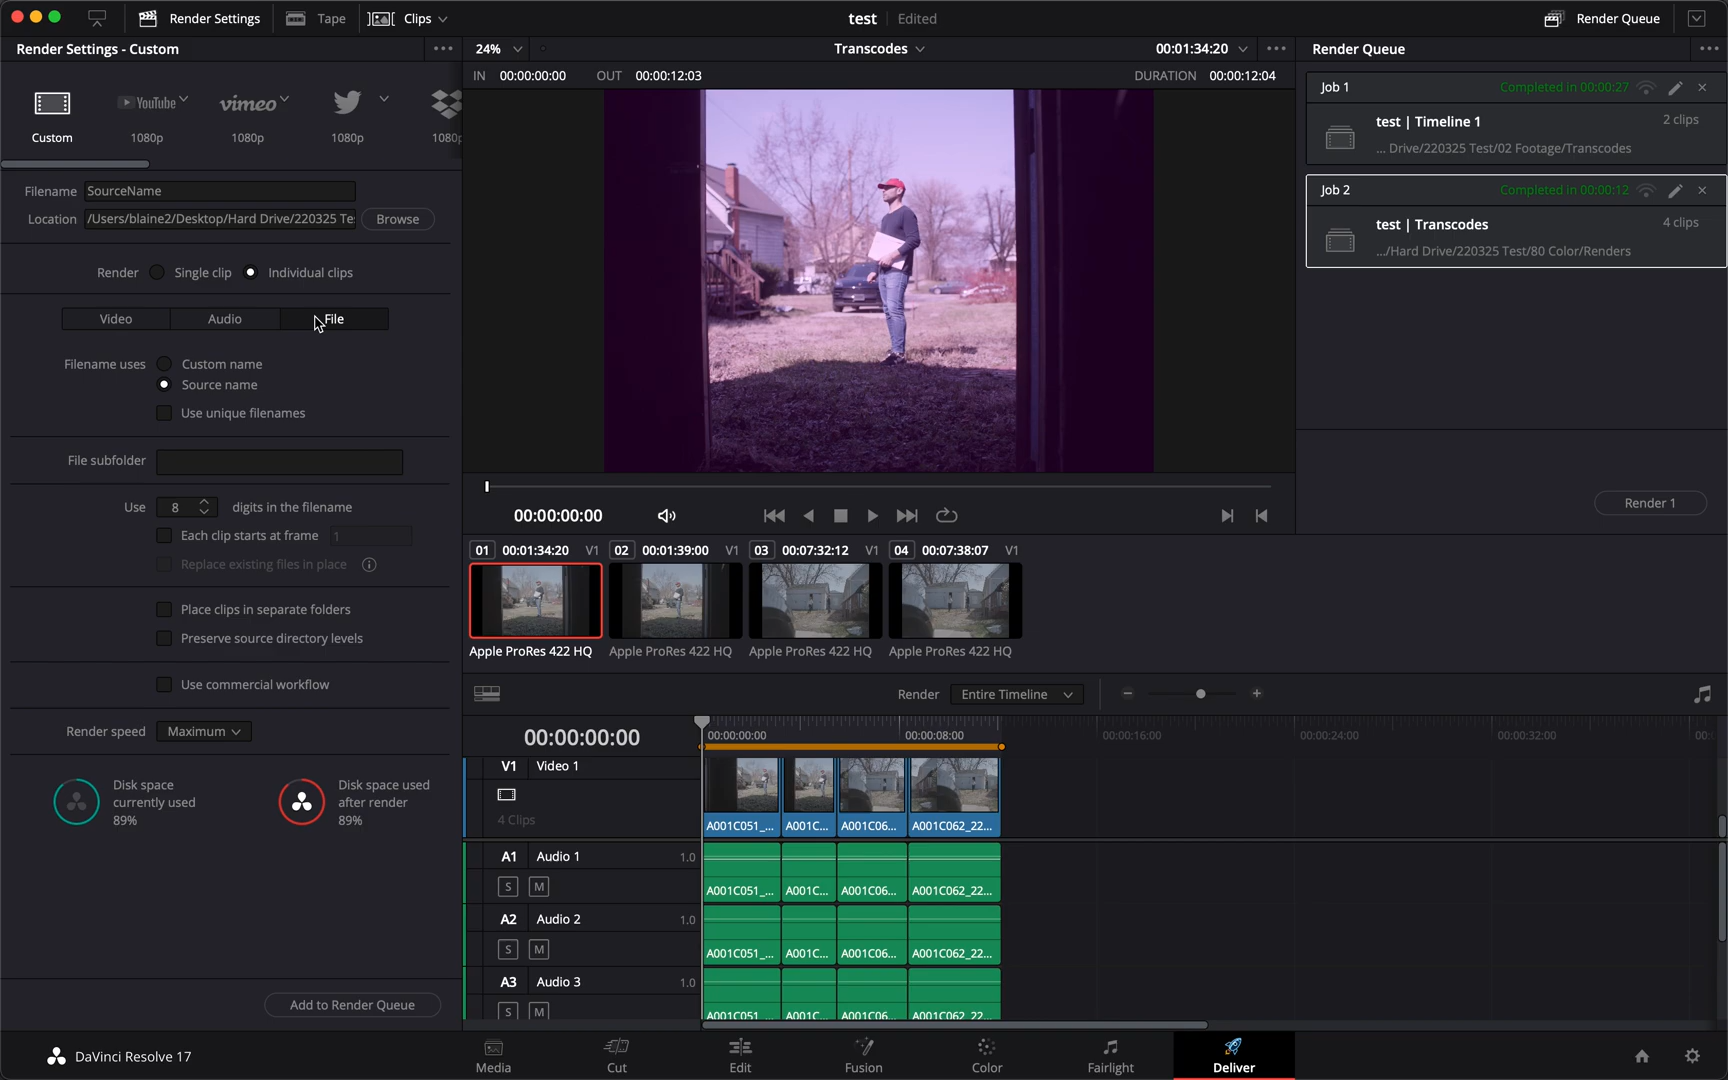 Render Settings Tape Clips test Edited Render Queue
Render Settings - Custom 24% Transcodes 00:01:34:20 Render Queue
IN 00:00:00:00 OUT 00:00:12:03 DURATION 00:00:12:04
YouTube vimeo
Custom 1080p 1080p 1080p 1080p
Job 1 Completed in 00:00:27
test | Timeline 1 2 clips
... Drive/220325 Test/02 Footage/Transcodes
Job 2 Completed in 00:00:12
test | Transcodes 4 clips
.../Hard Drive/220325 Test/80 Color/Renders
Render 1
Filename SourceName
Location /Users/blaine2/Desktop/Hard Drive/220325 Te Browse
Render Single clip Individual clips
Video Audio File
Filename uses Custom name
Source name
Use unique filenames
File subfolder
Use 8 digits in the filename
Each clip starts at frame 1
Replace existing files in place
Place clips in separate folders
Preserve source directory levels
Use commercial workflow
Render speed Maximum
Disk space currently used 89%
Disk space used after render 89%
Add to Render Queue
00:00:00:00
01 00:01:34:20 V1 02 00:01:39:00 V1 03 00:07:32:12 V1 04 00:07:38:07 V1
Apple ProRes 422 HQ Apple ProRes 422 HQ Apple ProRes 422 HQ Apple ProRes 422 HQ
Render Entire Timeline
00:00:00:00 00:00:00:00 00:00:08:00 00:00:16:00 00:00:24:00 00:00:32:00 00:
V1 Video 1
4 Clips
A001C051_... A001C... A001C06... A001C062_22...
A1 Audio 1 1.0
S M A001C051_... A001C... A001C06... A001C062_22...
A2 Audio 2 1.0
S M A001C051_... A001C... A001C06... A001C062_22...
A3 Audio 3 1.0
S M A001C051_... A001C... A001C06... A001C062_22...
DaVinci Resolve 17 Media Cut Edit Fusion Color Fairlight Deliver